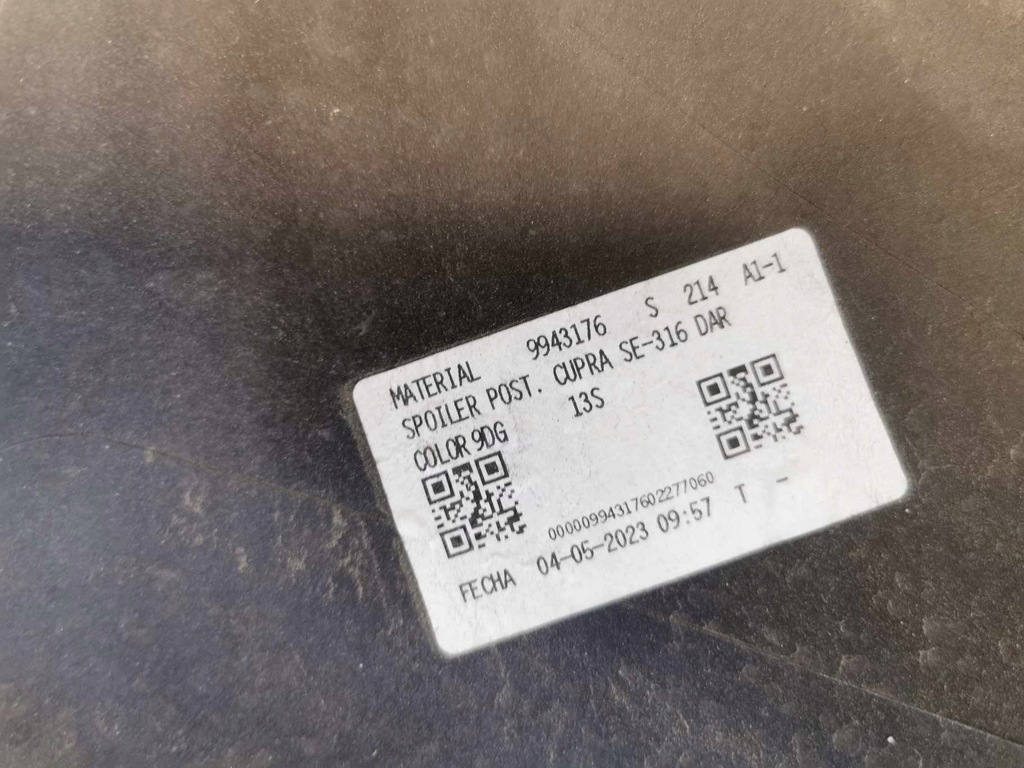 MATERIAL 9943176 S 214 A1-1
SPOILER POST. CUPRA SE-316 DAR
COLOR 9DG 13S
00000994317602277060
FECHA 04-05-2023 09:57 T -